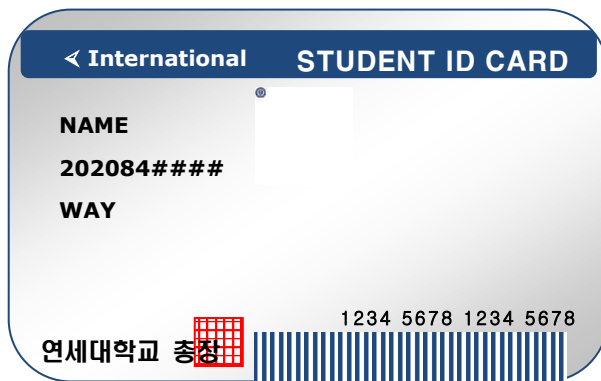 ⮜ International STUDENT ID CARD
NAME
202084####
WAY
1234 5678 1234 5678
연세대학교 총장